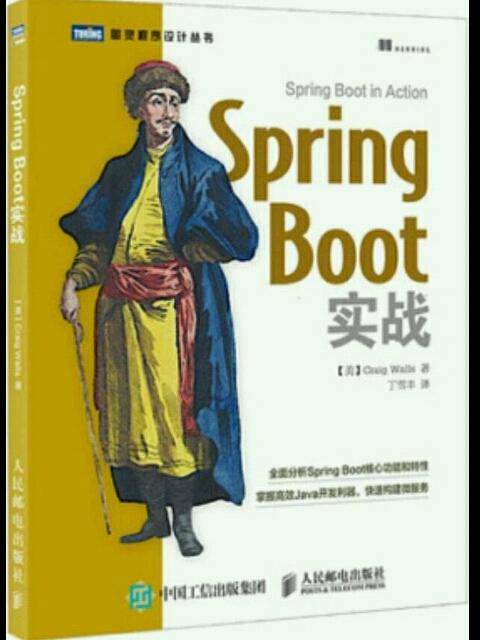 TURING 图灵程序设计丛书
MANNING
Spring Boot in Action
Spring
Boot
实战
【美】Craig Walls 著
丁雪丰 译
全面分析Spring Boot核心功能和特性
掌握高效Java开发利器，快速构建微服务
中国工信出版集团
人民邮电出版社
POSTS & TELECOM PRESS
Spring Boot实战
【美】Craig Walls 著
人民邮电出版社